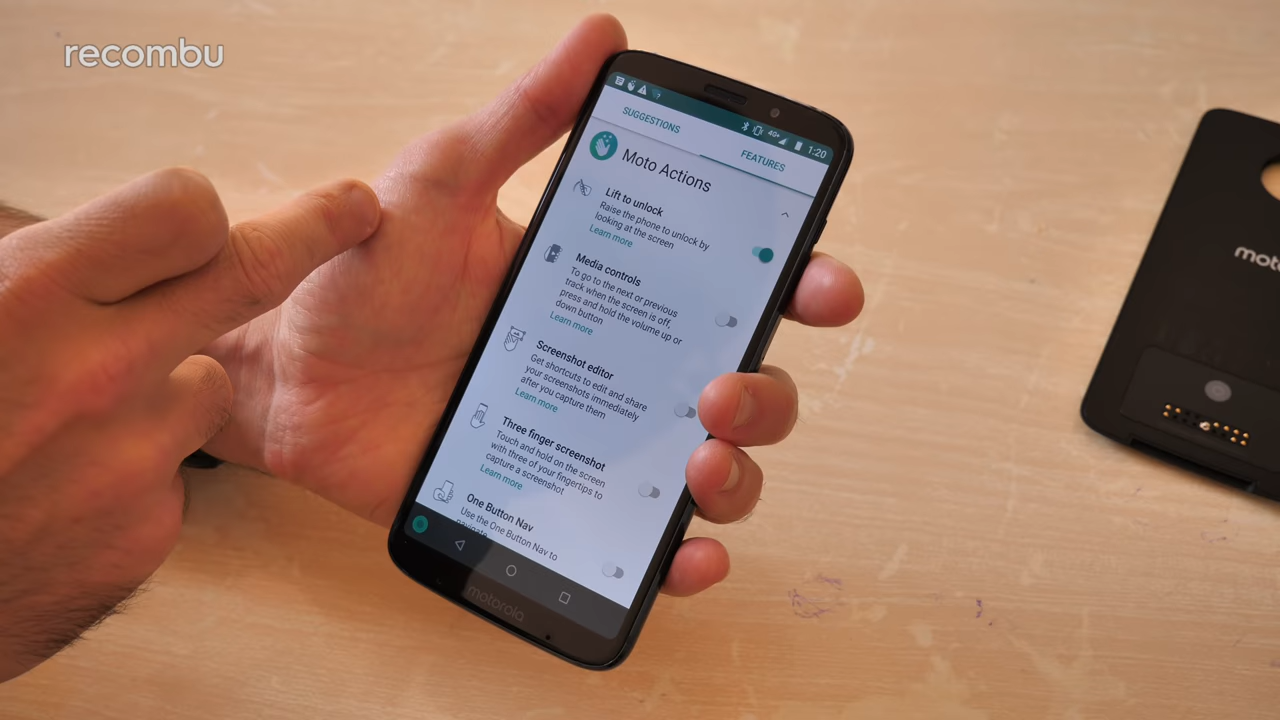 recombu
4G+
1:20
SUGGESTIONS
FEATURES
Moto Actions
Lift to unlock
Raise the phone to unlock by
looking at the screen
Learn more
Media controls
To go to the next or previous
track when the screen is off,
press and hold the volume up or
down button
Learn more
Screenshot editor
Get shortcuts to edit and share
your screenshots immediately
after you capture them
Learn more
Three finger screenshot
Touch and hold on the screen
with three of your fingertips to
capture a screenshot
Learn more
One Button Nav
Use the One Button Nav to
navigate
motorola